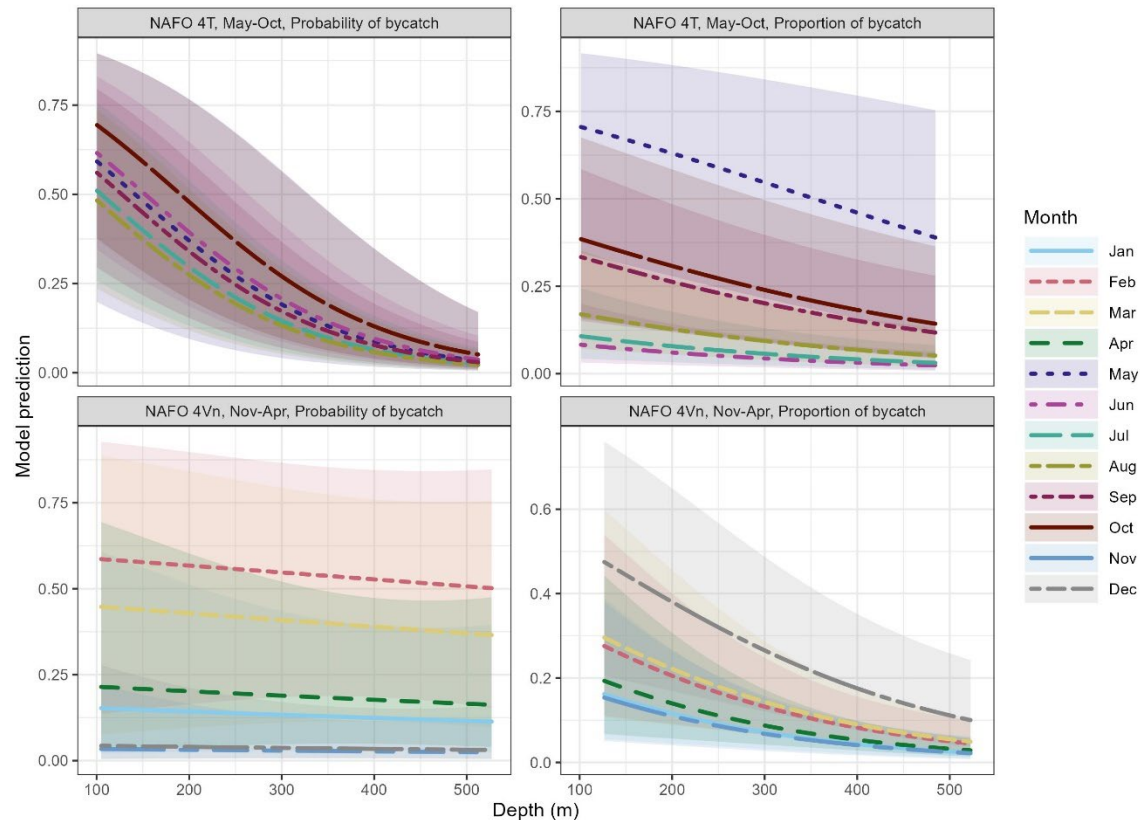 NAFO 4T, May-Oct, Probability of bycatch
NAFO 4T, May-Oct, Proportion of bycatch
0.75
0.50
0.25
0.00
0.75
0.50
0.25
0.00
Model prediction
NAFO 4Vn, Nov-Apr, Probability of bycatch
NAFO 4Vn, Nov-Apr, Proportion of bycatch
0.75
0.50
0.25
0.00
0.6
0.4
0.2
0.0
100 200 300 400 500
100 200 300 400 500
Depth (m)
Month
Jan
Feb
Mar
Apr
May
Jun
Jul
Aug
Sep
Oct
Nov
Dec